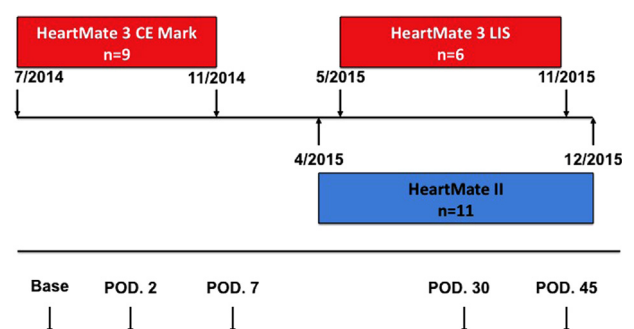 HeartMate 3 CE Mark
n=9
HeartMate 3 LIS
n=6
7/2014
11/2014
5/2015
11/2015
4/2015
12/2015
HeartMate II
n=11
Base
POD. 2
POD. 7
POD. 30
POD. 45